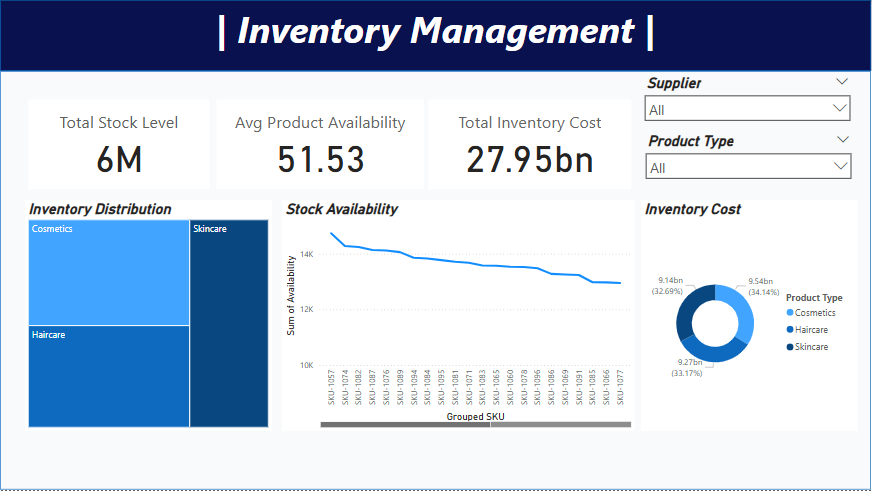 | Inventory Management |
Supplier
All
Product Type
All
Total Stock Level
6M
Avg Product Availability
51.53
Total Inventory Cost
27.95bn
Inventory Distribution
Cosmetics
Skincare
Haircare
Stock Availability
Sum of Availability
14K
12K
10K
SKU-1057
SKU-1074
SKU-1082
SKU-1087
SKU-1076
SKU-1089
SKU-1094
SKU-1084
SKU-1095
SKU-1081
SKU-1071
SKU-1083
SKU-1065
SKU-1060
SKU-1078
SKU-1096
SKU-1086
SKU-1069
SKU-1091
SKU-1085
SKU-1066
SKU-1077
Grouped SKU
Inventory Cost
9.14bn
(32.69%)
9.54bn
(34.14%)
9.27bn
(33.17%)
Product Type
Cosmetics
Haircare
Skincare